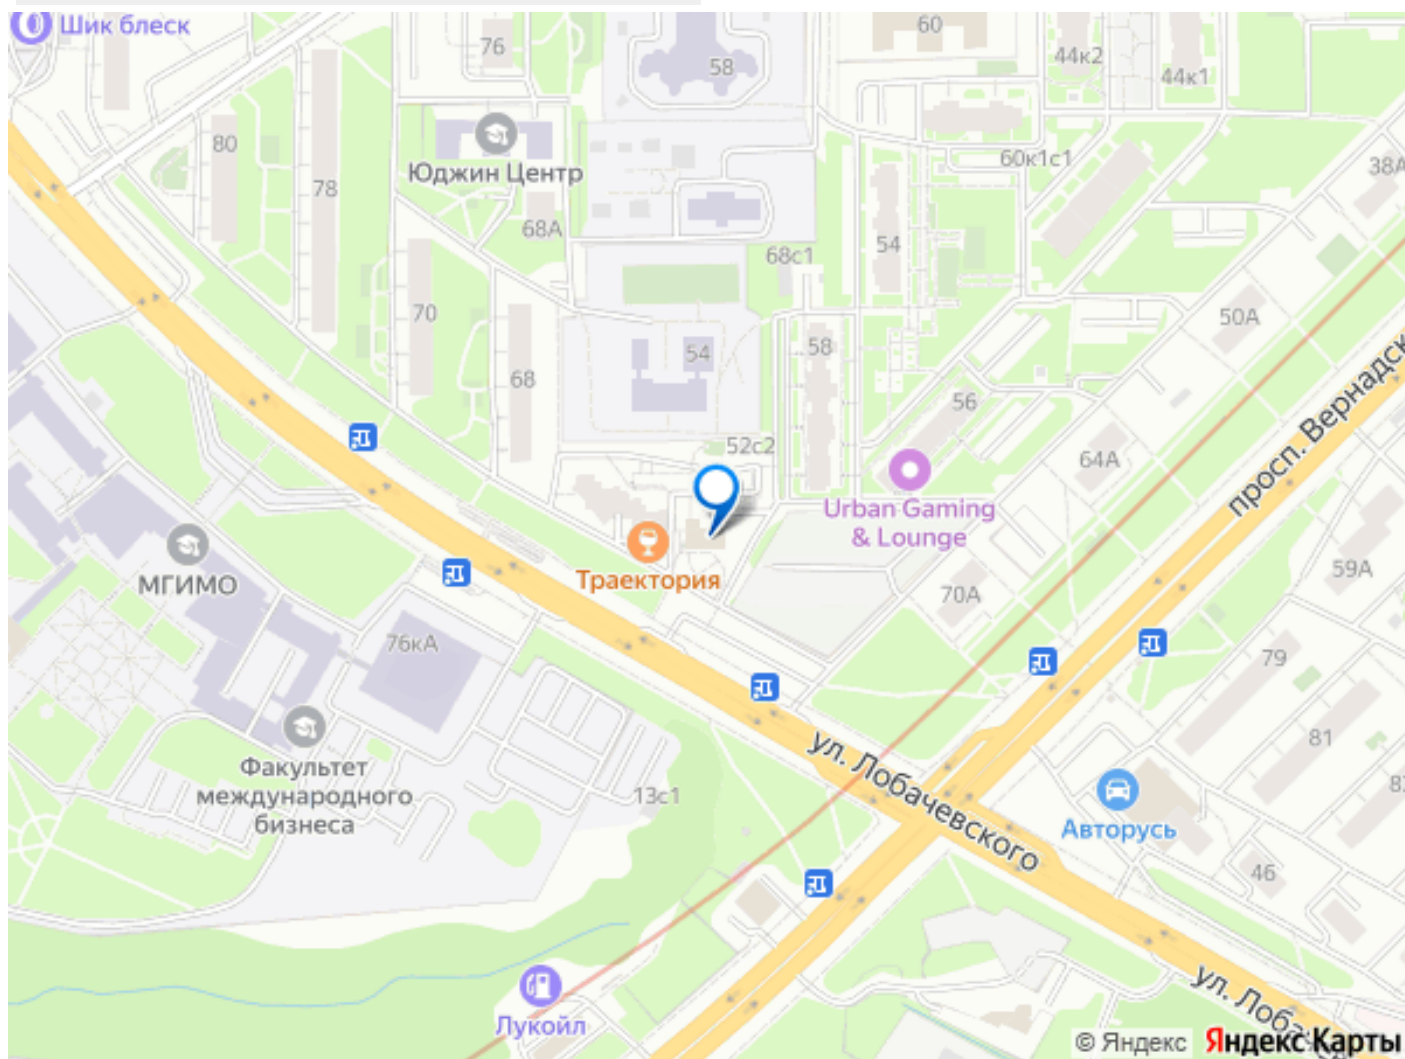 Шик блеск
76
58
60
44к2
44к1
80
78
Юджин Центр
68А
60к1с1
38А
54
68с1
70
68
54
58
50А
56
просп. Вернадск
52с2
64А
Urban Gaming
& Lounge
МГИМО
Траектория
70А
59А
76кА
79
81
Факультет
международного
бизнеса
13с1
ул. Лобачевского
Авторусь
46
Лукойл
ул. Лоба
© Яндекс Яндекс Карты